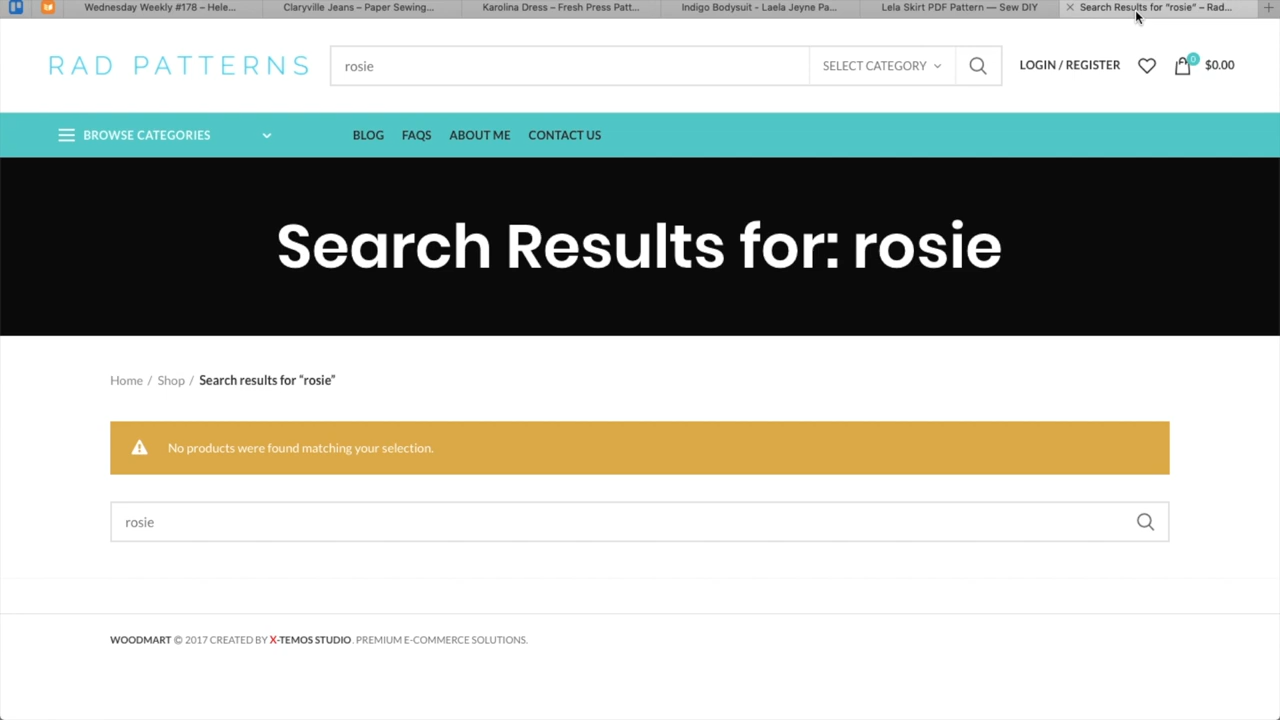 Wednesday Weekly #178 – Hele...
Claryville Jeans – Paper Sewing...
Karolina Dress – Fresh Press Patt...
Indigo Bodysuit - Laela Jeyne Pa...
Lela Skirt PDF Pattern — Sew DIY
Search Results for "rosie" – Rad...
RAD PATTERNS
rosie
SELECT CATEGORY
LOGIN / REGISTER
0
$0.00
BROWSE CATEGORIES
BLOG
FAQS
ABOUT ME
CONTACT US
Search Results for: rosie
Home / Shop / Search results for “rosie”
No products were found matching your selection.
rosie
WOODMART © 2017 CREATED BY X-TEMOS STUDIO. PREMIUM E-COMMERCE SOLUTIONS.